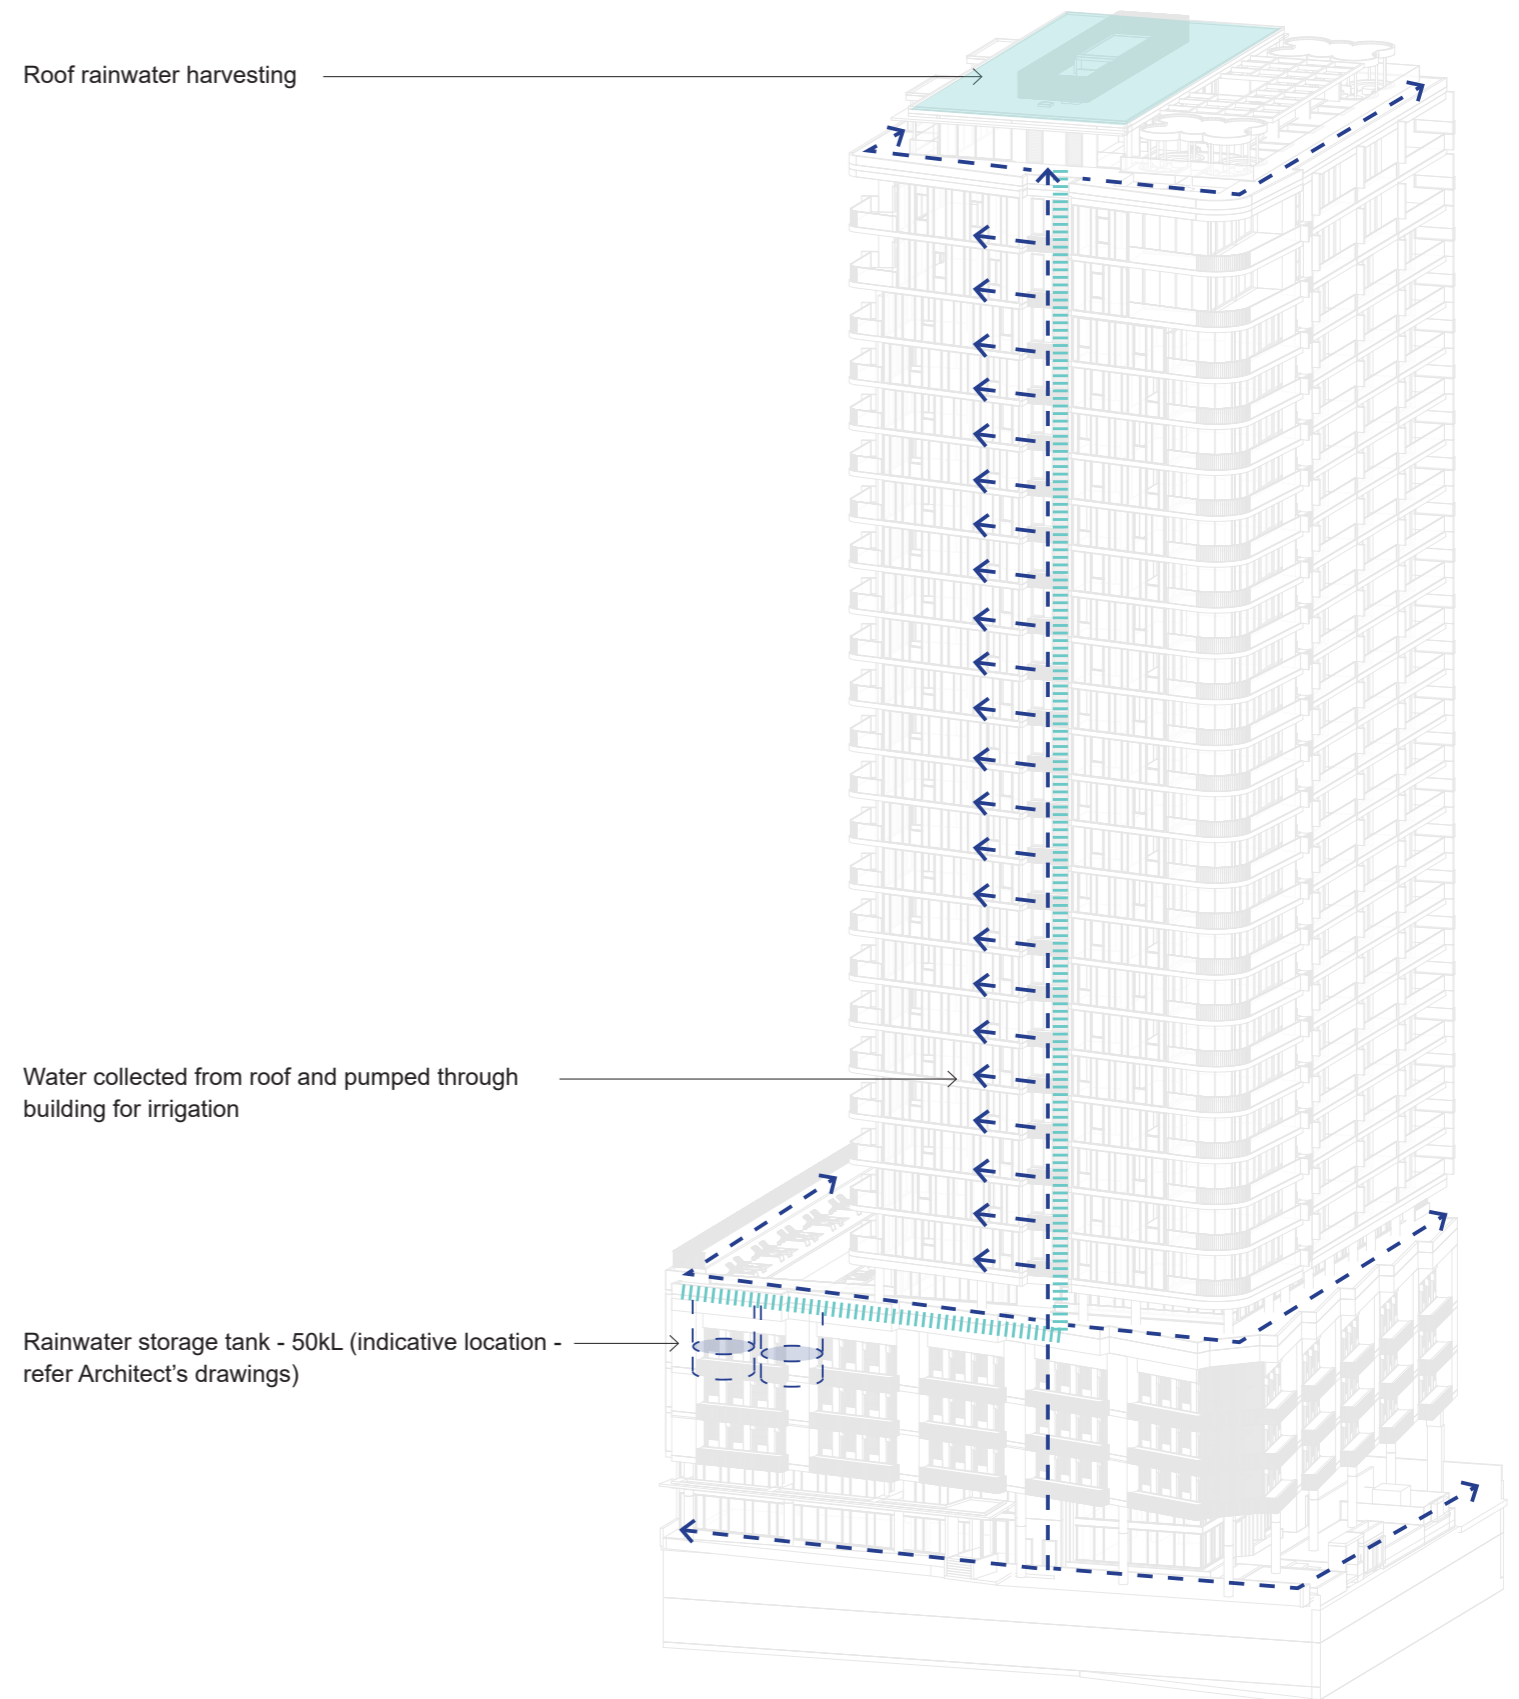 Roof rainwater harvesting
Water collected from roof and pumped through
building for irrigation
Rainwater storage tank - 50kL (indicative location -
refer Architect’s drawings)